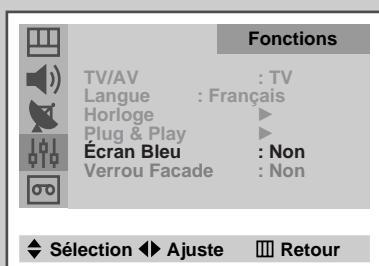 Fonctions
TV/AV : TV
Langue : Français
Horloge ►
Plug & Play ►
Écran Bleu : Non
Verrou Facade : Non
Sélection Ajuste Retour